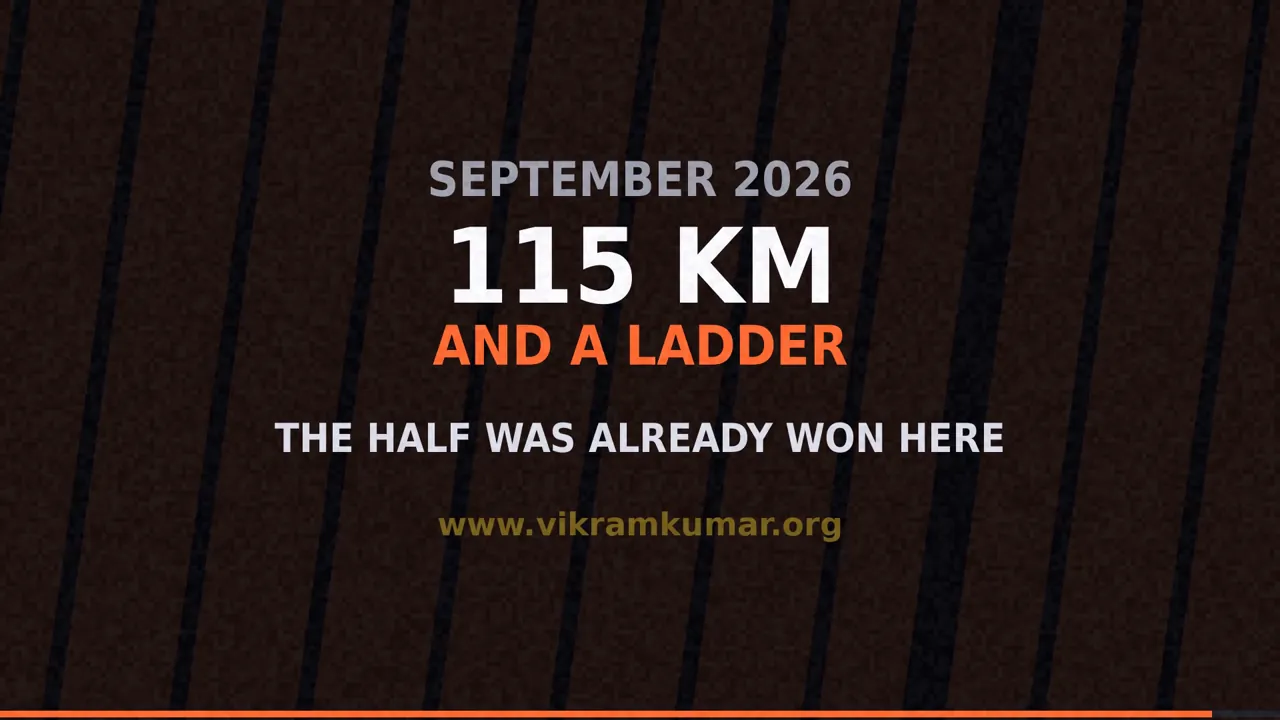 SEPTEMBER 2026
115 KM
AND A LADDER
THE HALF WAS ALREADY WON HERE
www.vikramkumar.org